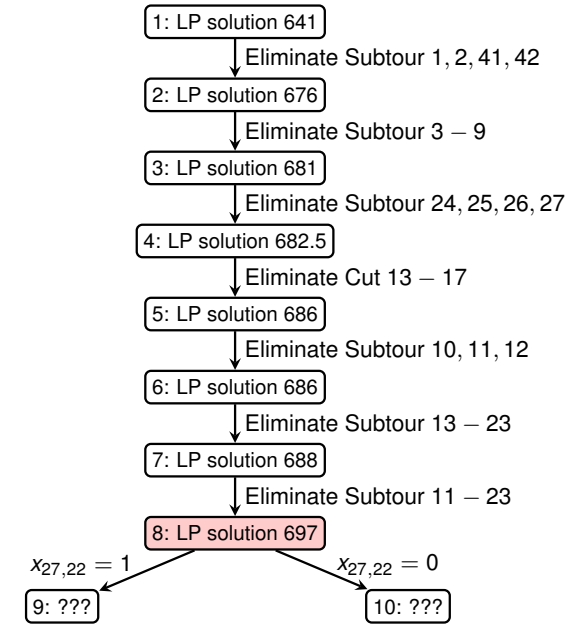 1: LP solution 641
Eliminate Subtour 1, 2, 41, 42
2: LP solution 676
Eliminate Subtour 3 − 9
3: LP solution 681
Eliminate Subtour 24, 25, 26, 27
4: LP solution 682.5
Eliminate Cut 13 − 17
5: LP solution 686
Eliminate Subtour 10, 11, 12
6: LP solution 686
Eliminate Subtour 13 − 23
7: LP solution 688
Eliminate Subtour 11 − 23
8: LP solution 697
x27,22 = 1
x27,22 = 0
9: ???
10: ???